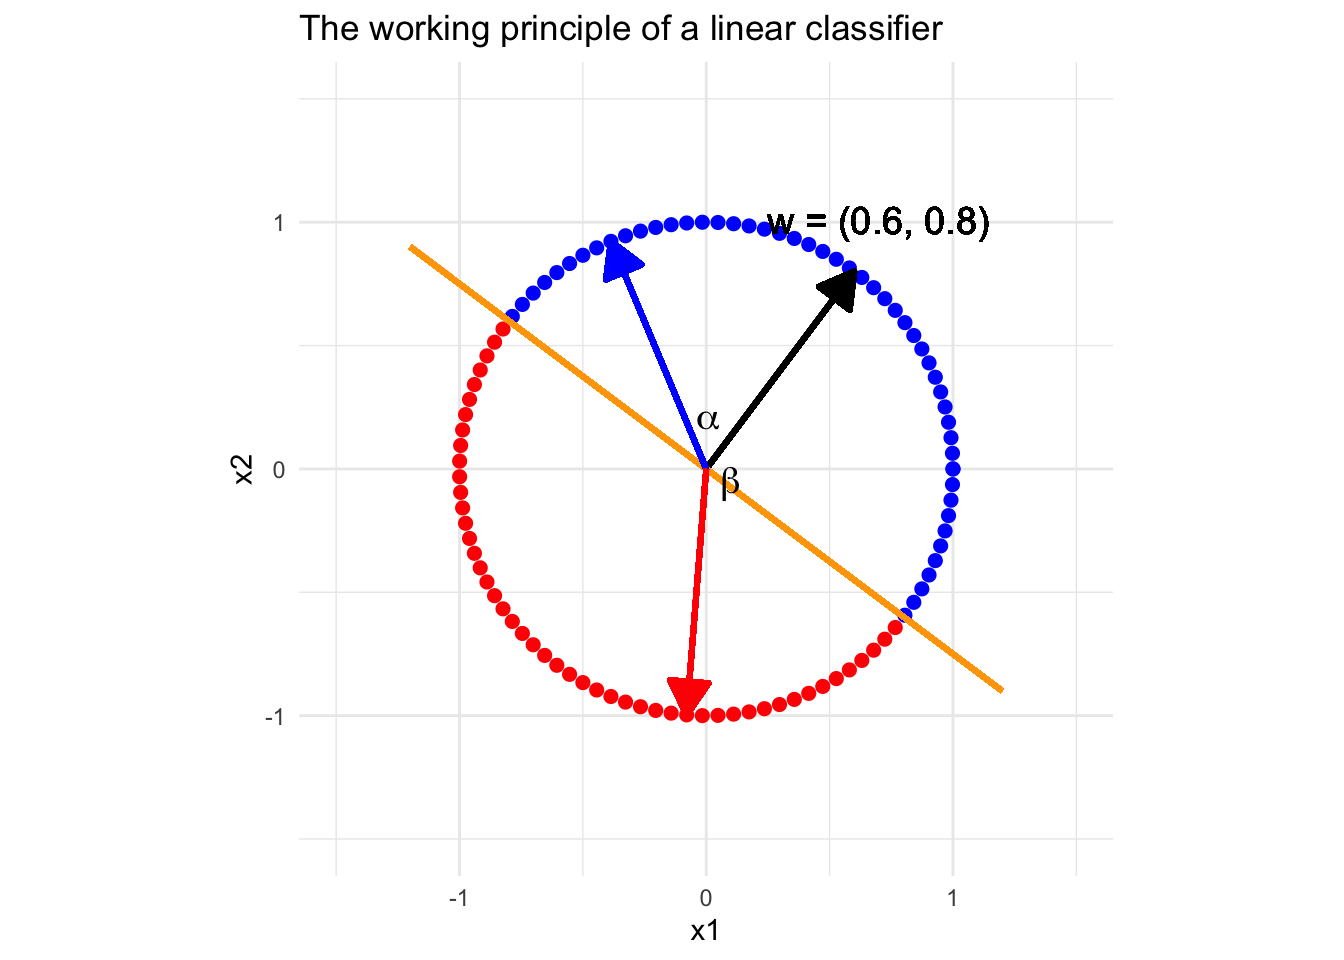 The working principle of a linear classifier
w = (0.6, 0.8)
1
α
x2
0
β
-1
-1
0
1
x1